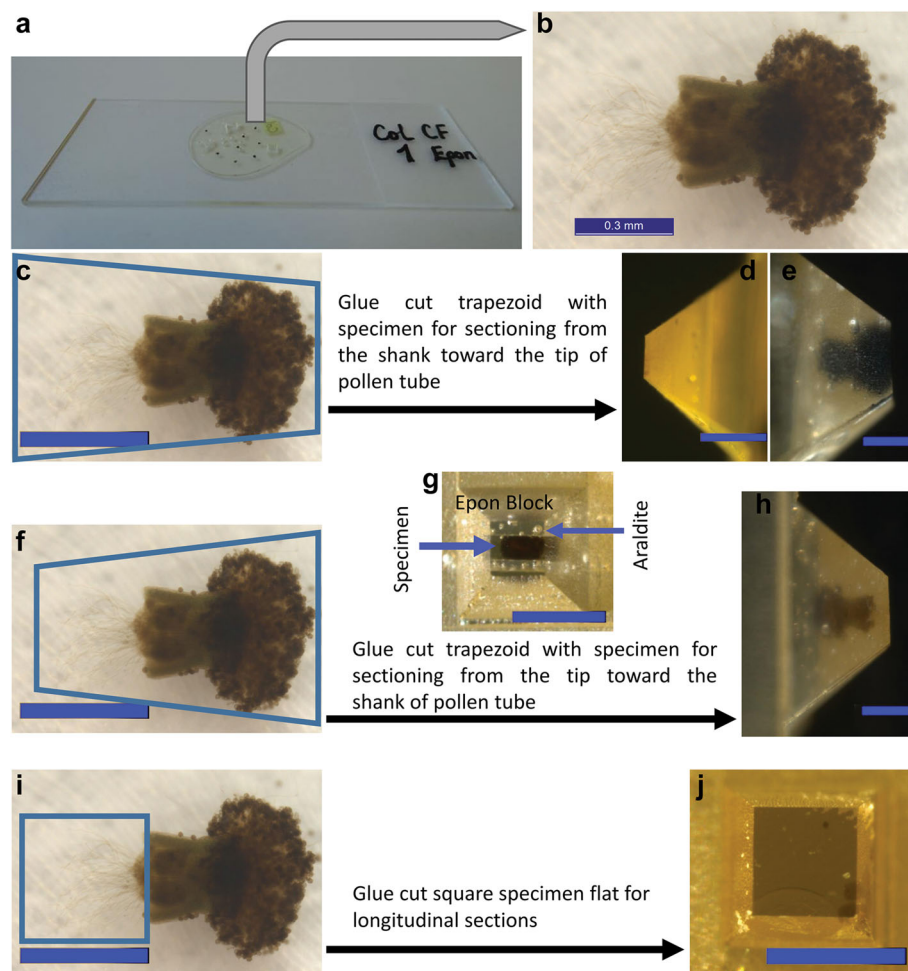 a
b
Col CF
1 Epon
0.3 mm
c
Glue cut trapezoid with
specimen for sectioning from
the shank toward the tip of
pollen tube
d
e
g
Epon Block
Specimen
Araldite
f
h
Glue cut trapezoid with specimen for
sectioning from the tip toward the
shank of pollen tube
i
j
Glue cut square specimen flat for
longitudinal sections